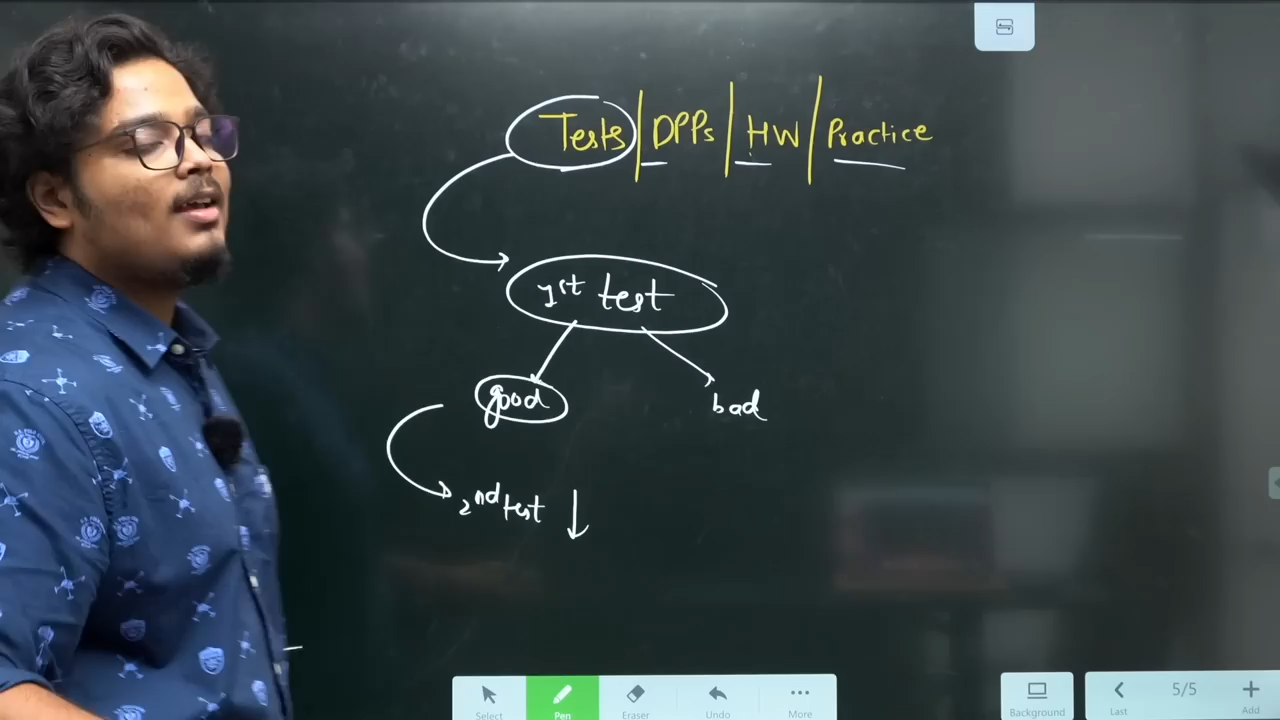 Tests | DPPs | HW | Practice
1st test
good bad
2nd test ↓
Select Pen Eraser Undo More
Background
Last 5/5 Add